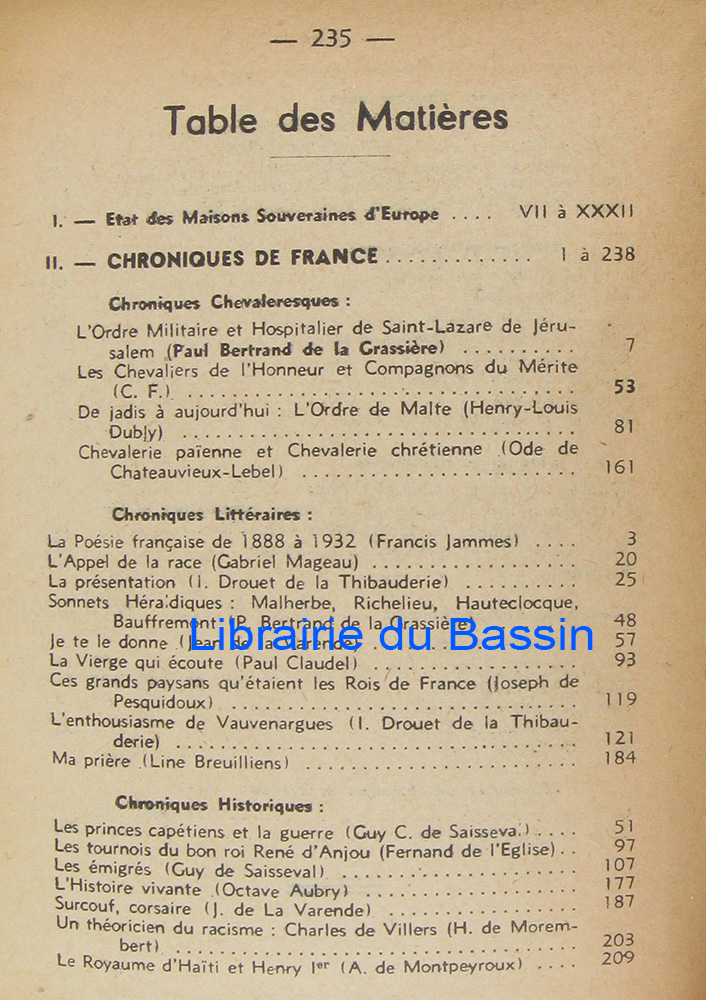 — 235 —
Table des Matières
I. — Etat des Maisons Souveraines d'Europe .... VII à XXXII
II. — CHRONIQUES DE FRANCE ............. 1 à 238
Chroniques Chevaleresques :
L'Ordre Militaire et Hospitalier de Saint-Lazare de Jéru-
salem (Paul Bertrand de la Grassière) .......... 7
Les Chevaliers de l'Honneur et Compagnons du Mérite
(C. F.) .................................. 53
De jadis à aujourd'hui : L'Ordre de Malte (Henry-Louis
Dubly) .................................. 81
Chevalerie païenne et Chevalerie chrétienne (Ode de
Chateauvieux-Lebel) ........................ 161
Chroniques Littéraires :
La Poésie française de 1888 à 1932 (Francis Jammes) .... 3
L'Appel de la race (Gabriel Mageau) .................. 20
La présentation (I. Drouet de la Thibauderie) .......... 25
Sonnets Héraldiques : Malherbe, Richelieu, Hauteclocque,
Bauffremont (P. Bertrand de la Grassière) 48
Je te le donne (Jean de la Varende) .................. 57
Librairie du Bassin
La Vierge qui écoute (Paul Claudel) .................. 93
Ces grands paysans qu'étaient les Rois de France (Joseph de
Pesquidoux) .............................. 119
L'enthousiasme de Vauvenargues (I. Drouet de la Thibau-
derie) .................................. 121
Ma prière (Line Breuilliens) ........................ 184
Chroniques Historiques :
Les princes capétiens et la guerre (Guy C. de Saisseval) .... 51
Les tournois du bon roi René d'Anjou (Fernand de l'Eglise) .. 97
Les émigrés (Guy de Saisseval) ...................... 107
L'Histoire vivante (Octave Aubry) .................. 177
Surcouf, corsaire (J. de La Varende) ................ 187
Un théoricien du racisme : Charles de Villers (H. de Morem-
bert) .................................. 203
Le Royaume d'Haïti et Henry Ier (A. de Montpeyroux) .... 209